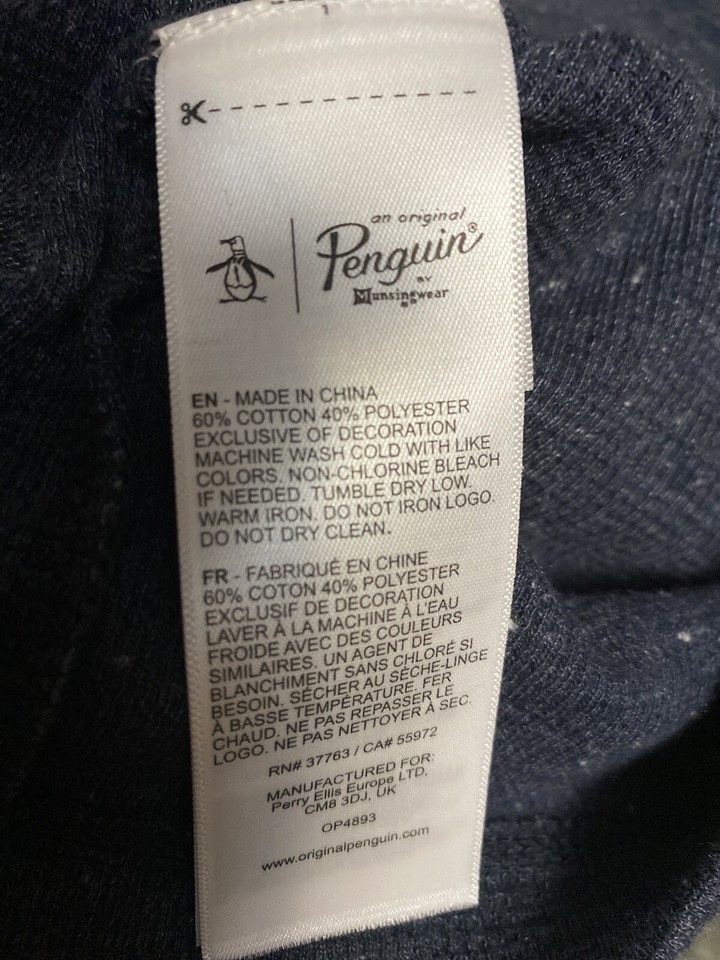 an original
Penguin®
BY
Munsingwear
EN - MADE IN CHINA
60% COTTON 40% POLYESTER
EXCLUSIVE OF DECORATION
MACHINE WASH COLD WITH LIKE
COLORS. NON-CHLORINE BLEACH
IF NEEDED. TUMBLE DRY LOW.
WARM IRON. DO NOT IRON LOGO.
DO NOT DRY CLEAN.
FR - FABRIQUÉ EN CHINE
60% COTON 40% POLYESTER
EXCLUSIF DE DECORATION
LAVER À LA MACHINE À L'EAU
FROIDE AVEC DES COULEURS
SIMILAIRES. UN AGENT DE
BLANCHIMENT SANS CHLORÉ SI
BESOIN. SÉCHER AU SÈCHE-LINGE
À BASSE TEMPÉRATURE. FER
CHAUD. NE PAS REPASSER LE
LOGO. NE PAS NETTOYER À SEC.
RN# 37763 / CA# 55972
MANUFACTURED FOR:
Perry Ellis Europe LTD,
CM8 3DJ, UK
OP4893
www.originalpenguin.com